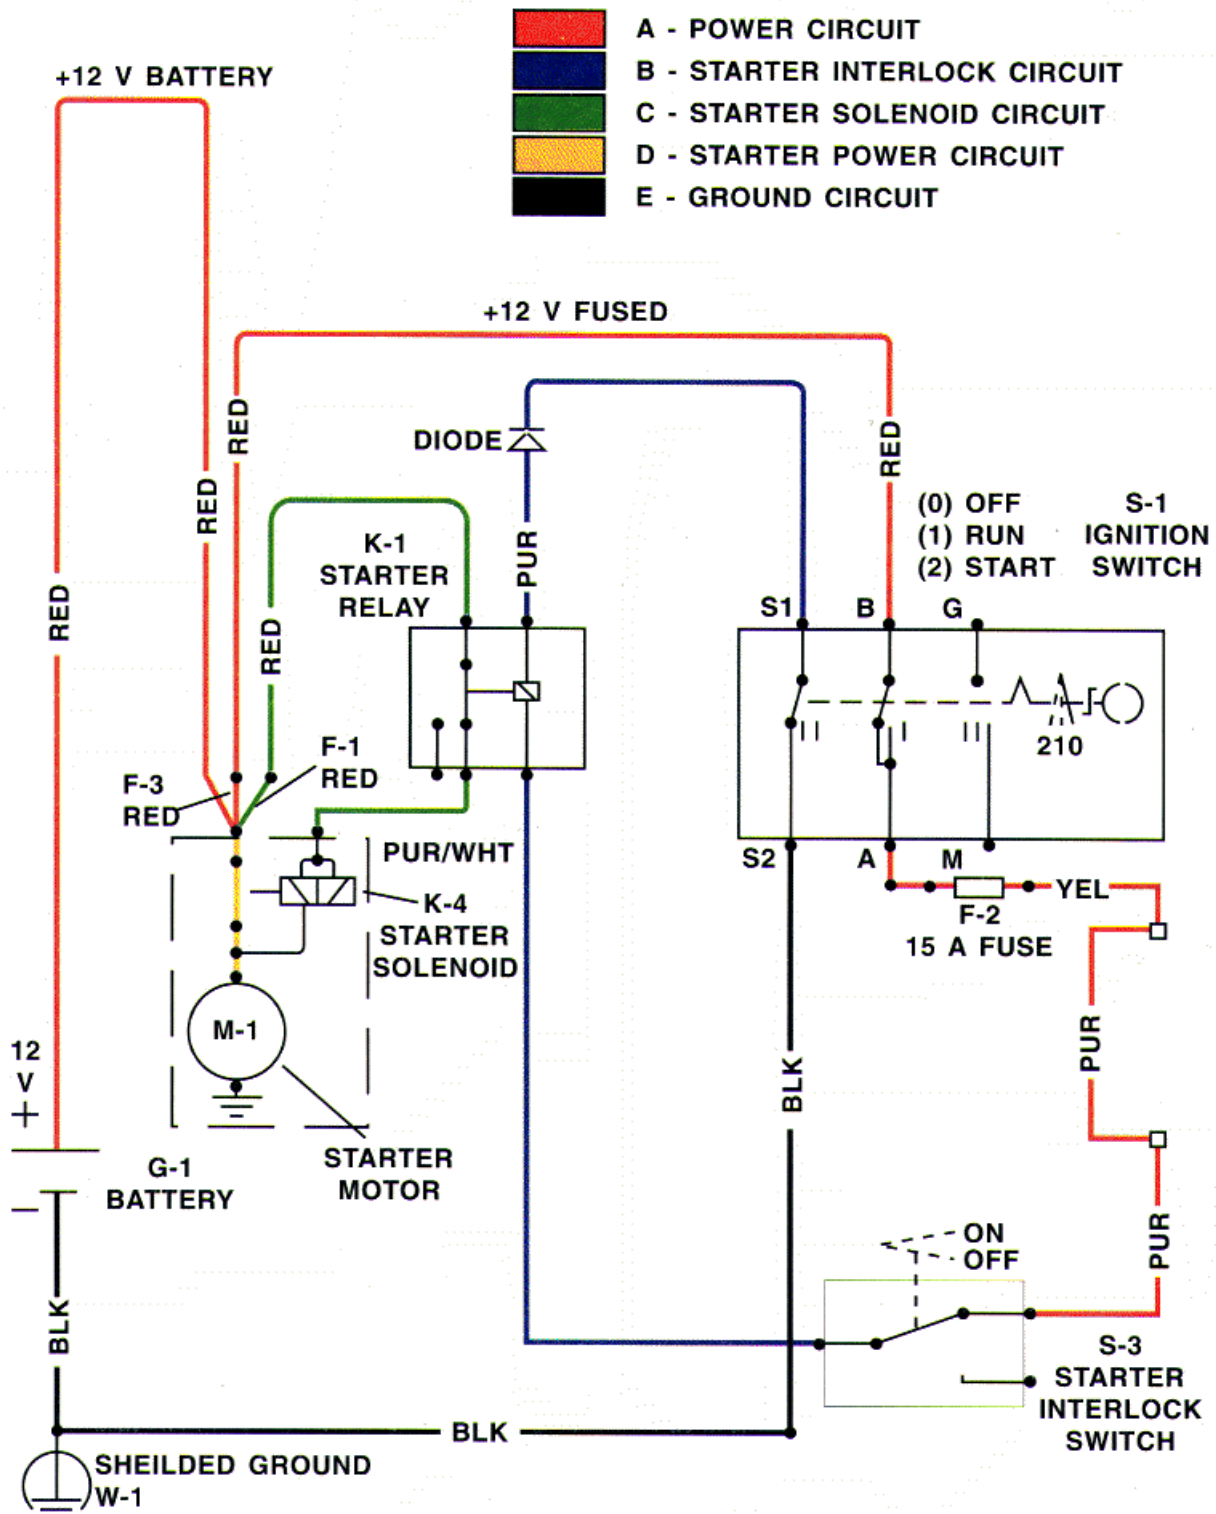 A - POWER CIRCUIT
B - STARTER INTERLOCK CIRCUIT
C - STARTER SOLENOID CIRCUIT
D - STARTER POWER CIRCUIT
E - GROUND CIRCUIT
+12 V BATTERY
+12 V FUSED
RED
RED
RED
RED
RED
DIODE
PUR
K-1
STARTER
RELAY
(0) OFF
(1) RUN
(2) START
S-1
IGNITION
SWITCH
S1
B
G
210
S2
A
M
F-3
RED
F-1
RED
PUR/WHT
K-4
STARTER
SOLENOID
YEL
F-2
15 A FUSE
M-1
PUR
BLK
12
V
+
G-1
BATTERY
STARTER
MOTOR
PUR
ON
OFF
BLK
S-3
STARTER
INTERLOCK
SWITCH
BLK
SHEILDED GROUND
W-1